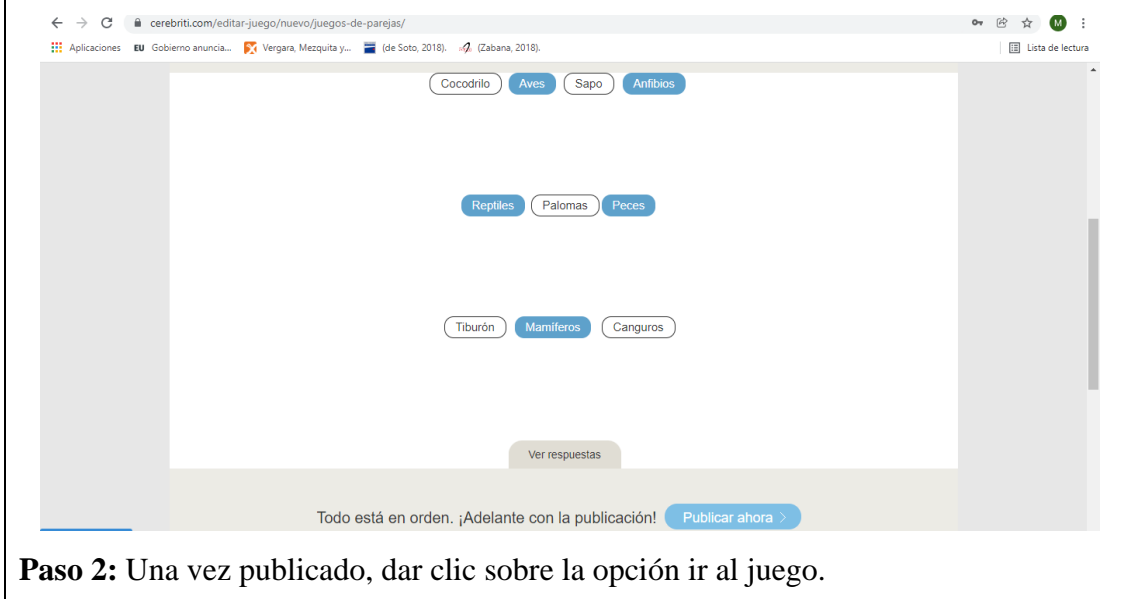 cerebriti.com/editar-juego/nuevo/juegos-de-parejas/
M
Aplicaciones EU Gobierno anuncia... Vergara, Mezquita y... (de Soto, 2018). (Zabana, 2018). Lista de lectura
Cocodrilo Aves Sapo Anfibios
Reptiles Palomas Peces
Tiburón Mamíferos Canguros
Ver respuestas
Todo está en orden. ¡Adelante con la publicación! Publicar ahora >
Paso 2: Una vez publicado, dar clic sobre la opción ir al juego.